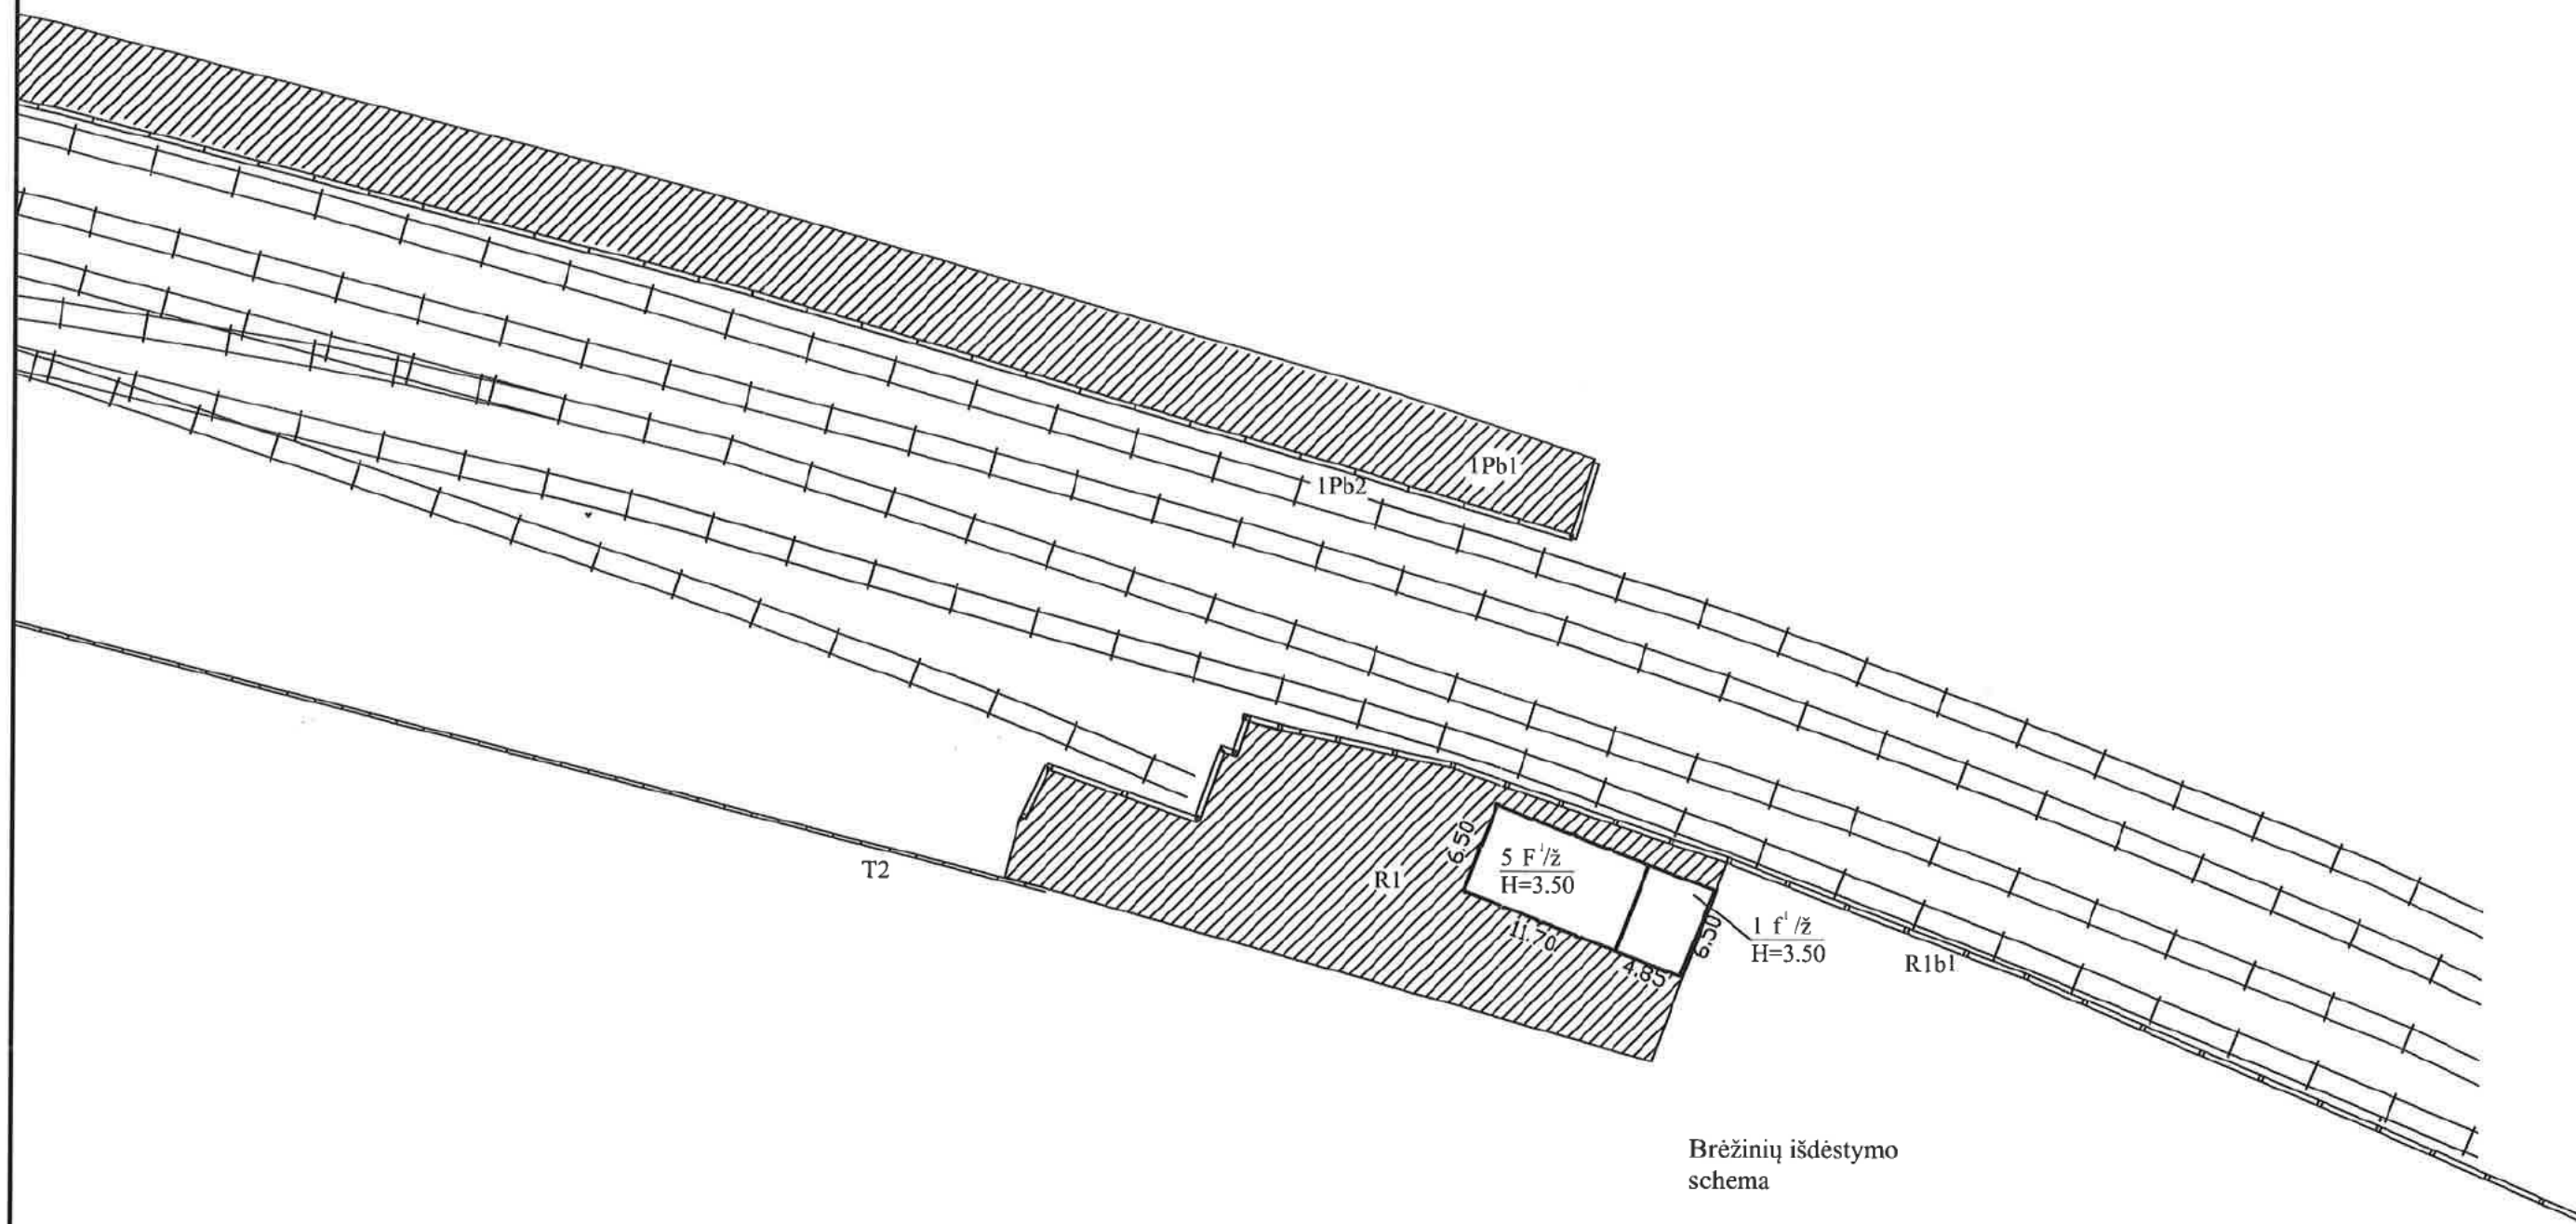 1Pb1
1Pb2
6.50
5 F¹/ž
H=3.50
T2
R1
11.70
4.85
6.50
1 f¹/ž
H=3.50
R1b1
Brėžinių išdėstymo
schema